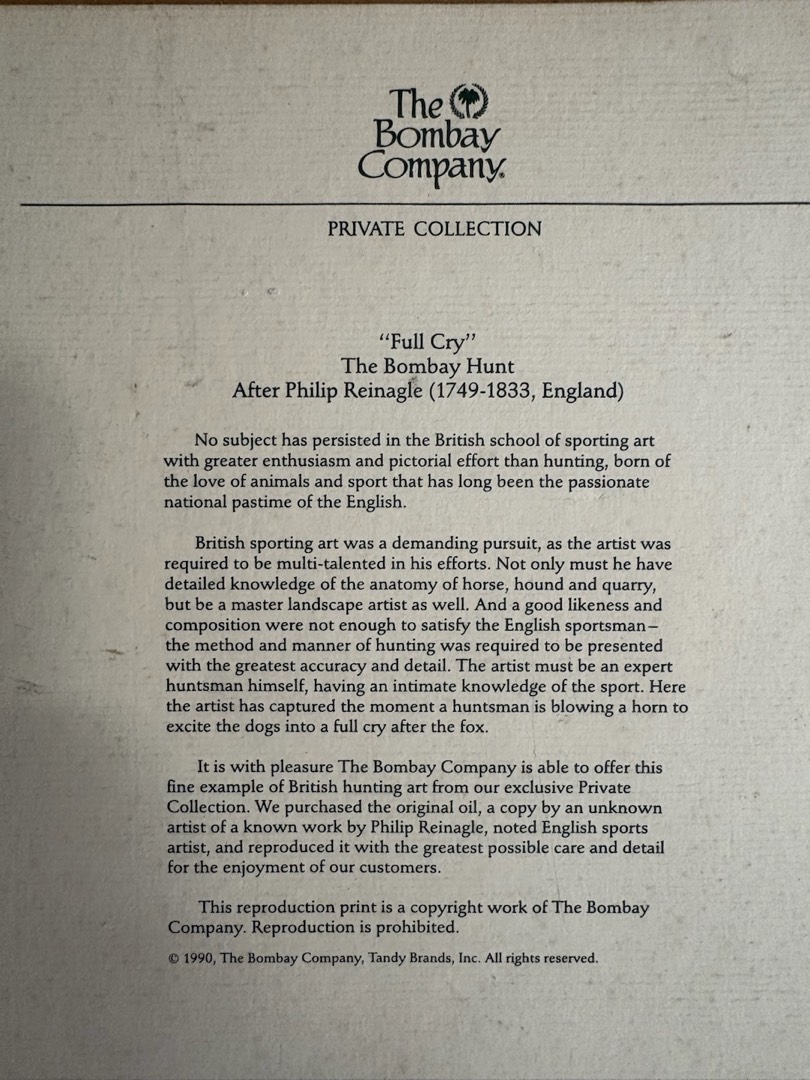 The
Bombay
Company®
PRIVATE COLLECTION
“Full Cry”
The Bombay Hunt
After Philip Reinagle (1749-1833, England)
No subject has persisted in the British school of sporting art
with greater enthusiasm and pictorial effort than hunting, born of
the love of animals and sport that has long been the passionate
national pastime of the English.
British sporting art was a demanding pursuit, as the artist was
required to be multi-talented in his efforts. Not only must he have
detailed knowledge of the anatomy of horse, hound and quarry,
but be a master landscape artist as well. And a good likeness and
composition were not enough to satisfy the English sportsman—
the method and manner of hunting was required to be presented
with the greatest accuracy and detail. The artist must be an expert
huntsman himself, having an intimate knowledge of the sport. Here
the artist has captured the moment a huntsman is blowing a horn to
excite the dogs into a full cry after the fox.
It is with pleasure The Bombay Company is able to offer this
fine example of British hunting art from our exclusive Private
Collection. We purchased the original oil, a copy by an unknown
artist of a known work by Philip Reinagle, noted English sports
artist, and reproduced it with the greatest possible care and detail
for the enjoyment of our customers.
This reproduction print is a copyright work of The Bombay
Company. Reproduction is prohibited.
© 1990, The Bombay Company, Tandy Brands, Inc. All rights reserved.